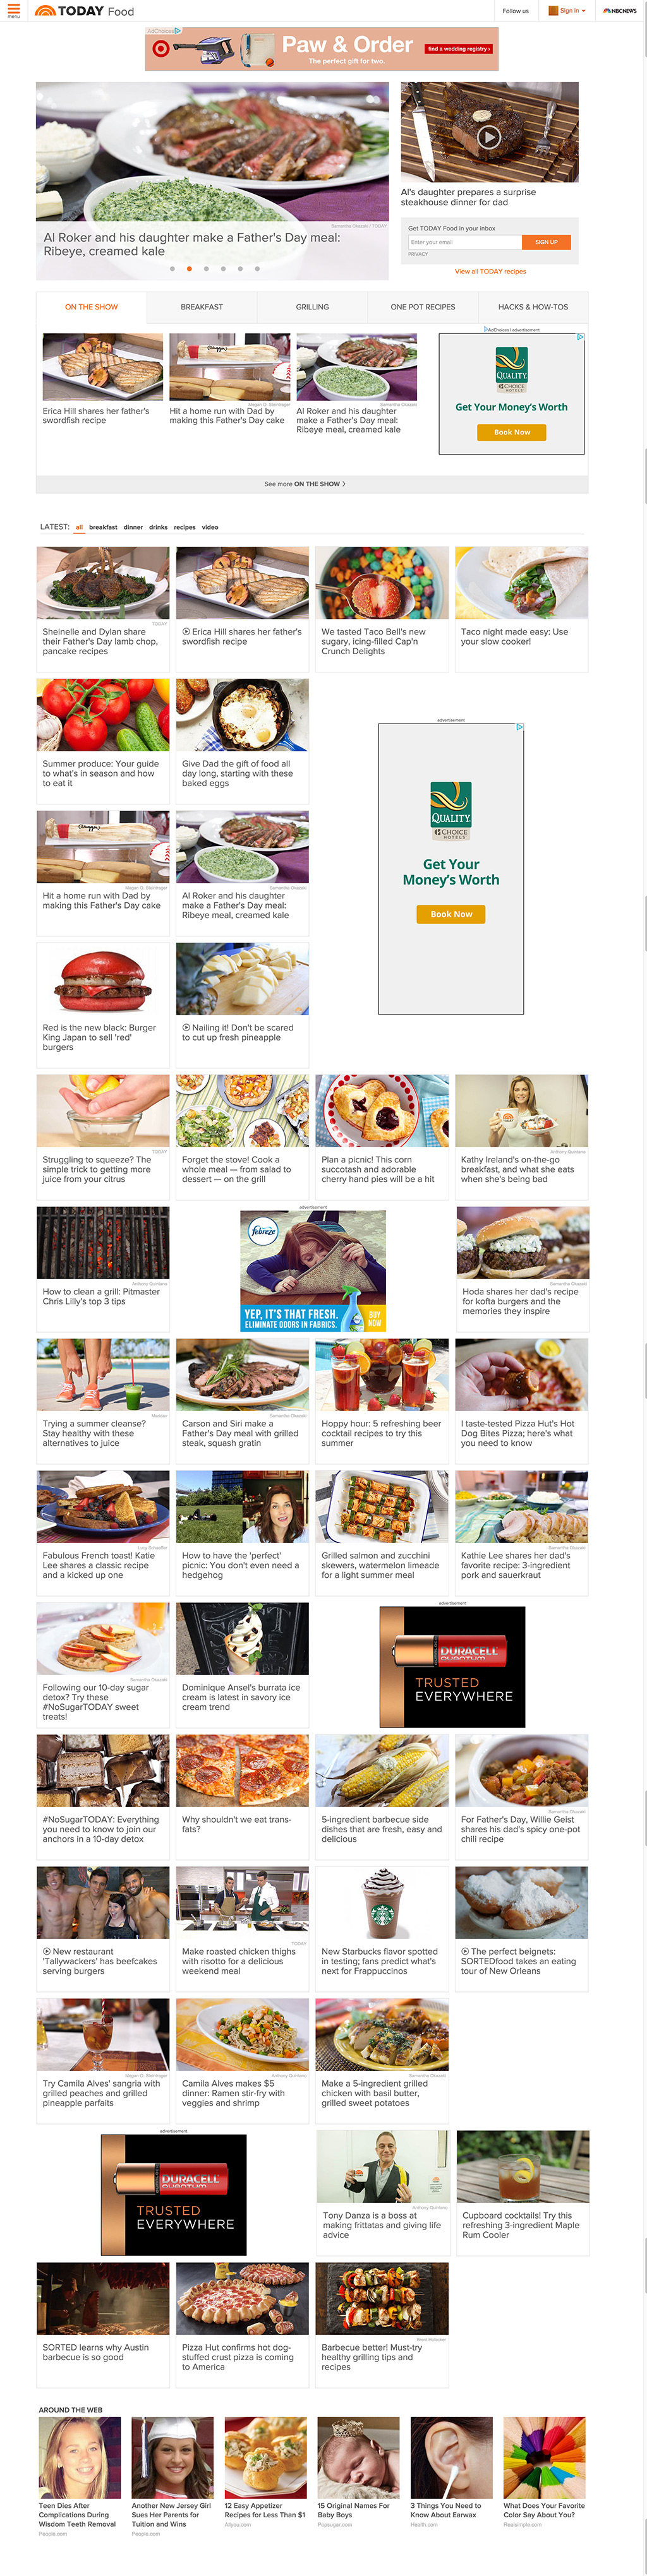 menu
TODAY Food
Follow us
Sign in
NBCNEWS
AdChoices
Paw & Order
The perfect gift for two.
find a wedding registry ›
Samantha Okazaki / TODAY
Al Roker and his daughter make a Father's Day meal:
Ribeye, creamed kale
Al's daughter prepares a surprise
steakhouse dinner for dad
Get TODAY Food in your inbox
Enter your email
SIGN UP
PRIVACY
View all TODAY recipes
ON THE SHOW
BREAKFAST
GRILLING
ONE POT RECIPES
HACKS & HOW-TOS
Erica Hill shares her father's
swordfish recipe
Hit a home run with Dad by
making this Father's Day cake
Samantha Okazaki
Al Roker and his daughter
make a Father's Day meal:
Ribeye meal, creamed kale
AdChoices | advertisement
QUALITY
CHOICE
HOTELS
Get Your Money's Worth
Book Now
See more ON THE SHOW >
LATEST: all breakfast dinner drinks recipes video
TODAY
Sheinelle and Dylan share
their Father's Day lamb chop,
pancake recipes
Erica Hill shares her father's
swordfish recipe
We tasted Taco Bell's new
sugary, icing-filled Cap'n
Crunch Delights
Taco night made easy: Use
your slow cooker!
Summer produce: Your guide
to what's in season and how
to eat it
Give Dad the gift of food all
day long, starting with these
baked eggs
advertisement
QUALITY
CHOICE
HOTELS
Get Your
Money's Worth
Book Now
Hit a home run with Dad by
making this Father's Day cake
Samantha Okazaki
Al Roker and his daughter
make a Father's Day meal:
Ribeye meal, creamed kale
Red is the new black: Burger
King Japan to sell 'red'
burgers
Nailing it! Don't be scared
to cut up fresh pineapple
TODAY
Struggling to squeeze? The
simple trick to getting more
juice from your citrus
Forget the stove! Cook a
whole meal — from salad to
dessert — on the grill
Plan a picnic! This corn
succotash and adorable
cherry hand pies will be a hit
Anthony Quintano
Kathy Ireland's on-the-go
breakfast, and what she eats
when she's being bad
Anthony Quintano
How to clean a grill: Pitmaster
Chris Lilly's top 3 tips
advertisement
febreze
YEP, IT'S THAT FRESH.
ELIMINATE ODORS IN FABRICS.
BUY
NOW
Samantha Okazaki
Hoda shares her dad's recipe
for kofta burgers and the
memories they inspire
Trying a summer cleanse?
Stay healthy with these
alternatives to juice
Samantha Okazaki
Carson and Siri make a
Father's Day meal with grilled
steak, squash gratin
Hoppy hour: 5 refreshing beer
cocktail recipes to try this
summer
I taste-tested Pizza Hut's Hot
Dog Bites Pizza; here's what
you need to know
Lucy Schaeffer
Fabulous French toast! Katie
Lee shares a classic recipe
and a kicked up one
How to have the 'perfect'
picnic: You don't even need a
hedgehog
Grilled salmon and zucchini
skewers, watermelon limeade
for a light summer meal
Samantha Okazaki
Kathie Lee shares her dad's
favorite recipe: 3-ingredient
pork and sauerkraut
Samantha Okazaki
Following our 10-day sugar
detox? Try these
#NoSugarTODAY sweet
treats!
Dominique Ansel's burrata ice
cream is latest in savory ice
cream trend
advertisement
DURACELL
QUANTUM
TRUSTED
EVERYWHERE
#NoSugarTODAY: Everything
you need to know to join our
anchors in a 10-day detox
Why shouldn't we eat trans-
fats?
5-ingredient barbecue side
dishes that are fresh, easy and
delicious
Samantha Okazaki
For Father's Day, Willie Geist
shares his dad's spicy one-pot
chili recipe
New restaurant
'Tallywackers' has beefcakes
serving burgers
TODAY
Make roasted chicken thighs
with risotto for a delicious
weekend meal
New Starbucks flavor spotted
in testing; fans predict what's
next for Frappuccinos
The perfect beignets:
SORTEDfood takes an eating
tour of New Orleans
Try Camila Alves' sangria with
grilled peaches and grilled
pineapple parfaits
Anthony Quintano
Camila Alves makes $5
dinner: Ramen stir-fry with
veggies and shrimp
Samantha Okazaki
Make a 5-ingredient grilled
chicken with basil butter,
grilled sweet potatoes
advertisement
DURACELL
QUANTUM
TRUSTED
EVERYWHERE
Anthony Quintano
Tony Danza is a boss at
making frittatas and giving life
advice
Cupboard cocktails! Try this
refreshing 3-ingredient Maple
Rum Cooler
SORTED learns why Austin
barbecue is so good
Pizza Hut confirms hot dog-
stuffed crust pizza is coming
to America
Barbecue better! Must-try
healthy grilling tips and
recipes
AROUND THE WEB
Teen Dies After
Complications During
Wisdom Teeth Removal
People.com
Another New Jersey Girl
Sues Her Parents for
Tuition and Wins
People.com
12 Easy Appetizer
Recipes for Less Than $1
Allyou.com
15 Original Names For
Baby Boys
Popsugar.com
3 Things You Need to
Know About Earwax
Health.com
What Does Your Favorite
Color Say About You?
Realsimple.com